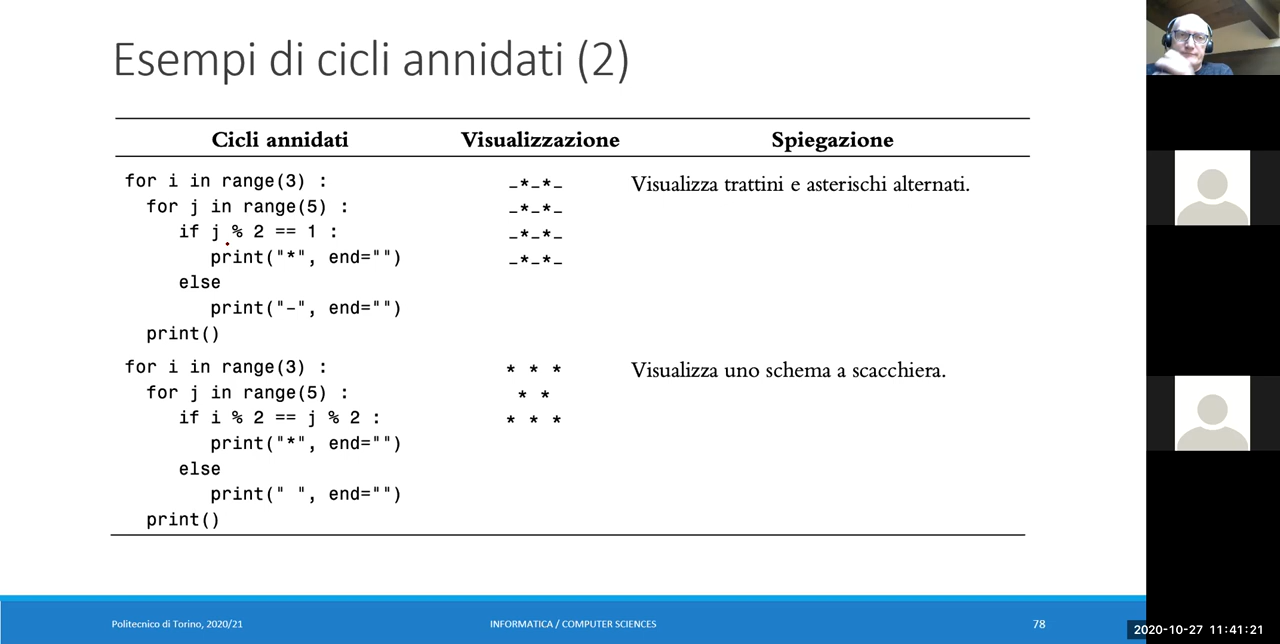 Esempi di cicli annidati (2)
Cicli annidati Visualizzazione Spiegazione
for i in range(3) : -*-*- Visualizza trattini e asterischi alternati.
for j in range(5) : -*-*-
if j % 2 == 1 : -*-*-
print("*", end="") -*-*-
else
print("-", end="")
print()
for i in range(3) : * * * Visualizza uno schema a scacchiera.
for j in range(5) : * *
if i % 2 == j % 2 : * * *
print("*", end="")
else
print(" ", end="")
print()
Politecnico di Torino, 2020/21 INFORMATICA / COMPUTER SCIENCES 78
2020-10-27 11:41:21